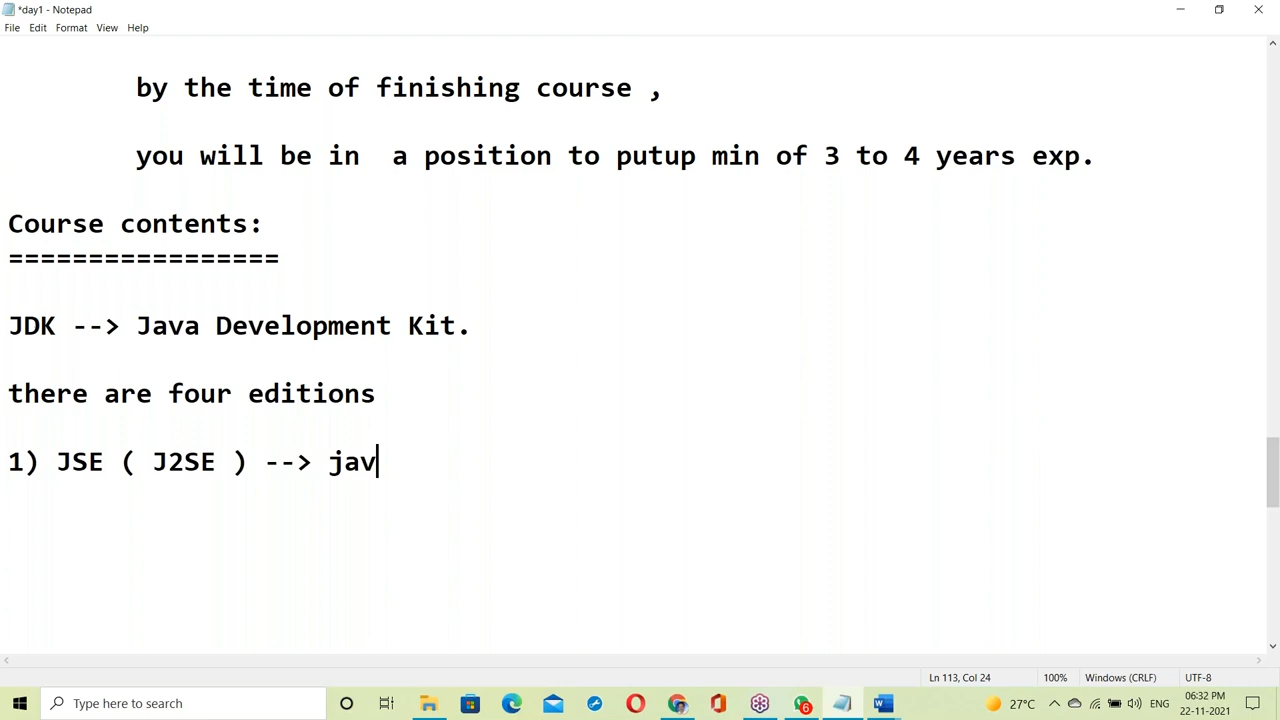 *day1 - Notepad
File Edit Format View Help
by the time of finishing course ,
you will be in  a position to putup min of 3 to 4 years exp.
Course contents:
=================
JDK --> Java Development Kit.
there are four editions
1) JSE ( J2SE ) --> jav
Ln 113, Col 24 100% Windows (CRLF) UTF-8
Type here to search 6 27°C ENG 06:32 PM
22-11-2021